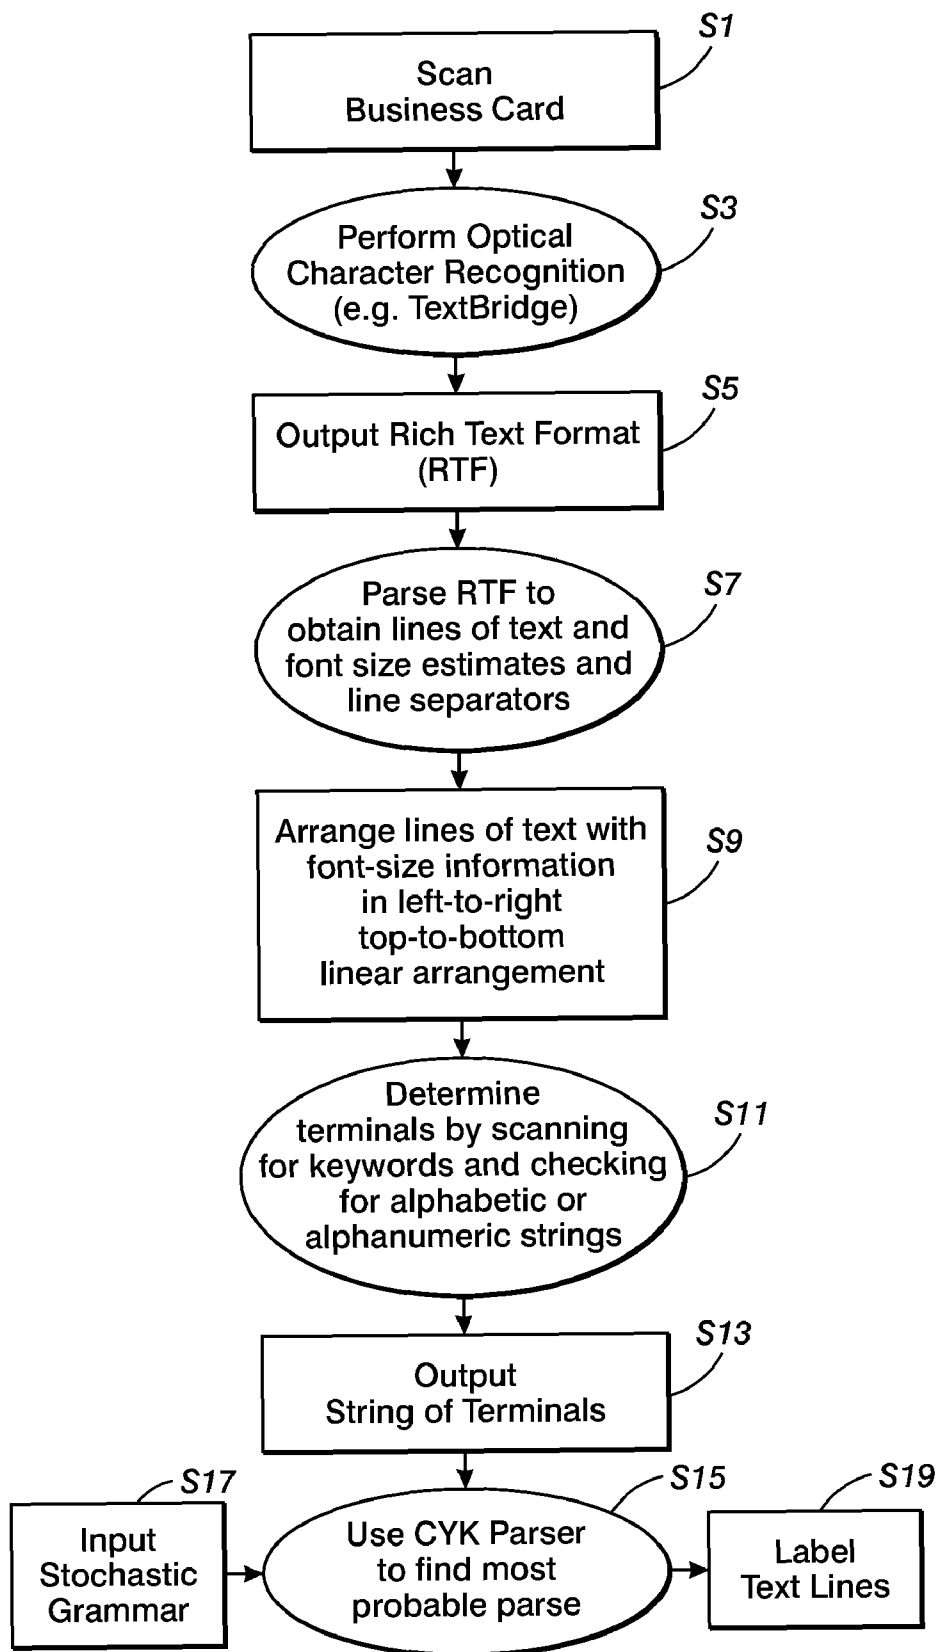 S1
Scan
Business Card
S3
Perform Optical
Character Recognition
(e.g. TextBridge)
S5
Output Rich Text Format
(RTF)
S7
Parse RTF to
obtain lines of text and
font size estimates and
line separators
S9
Arrange lines of text with
font-size information
in left-to-right
top-to-bottom
linear arrangement
S11
Determine
terminals by scanning
for keywords and checking
for alphabetic or
alphanumeric strings
S13
Output
String of Terminals
S17
Input
Stochastic
Grammar
S15
Use CYK Parser
to find most
probable parse
S19
Label
Text Lines